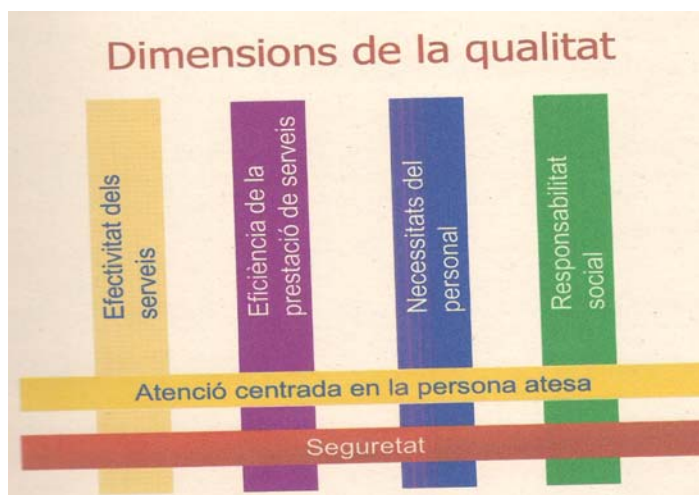 Dimensions de la qualitat
Efectivitat dels
serveis
Eficiència de la
prestació de serveis
Necessitats del
personal
Responsabilitat
social
Atenció centrada en la persona atesa
Seguretat